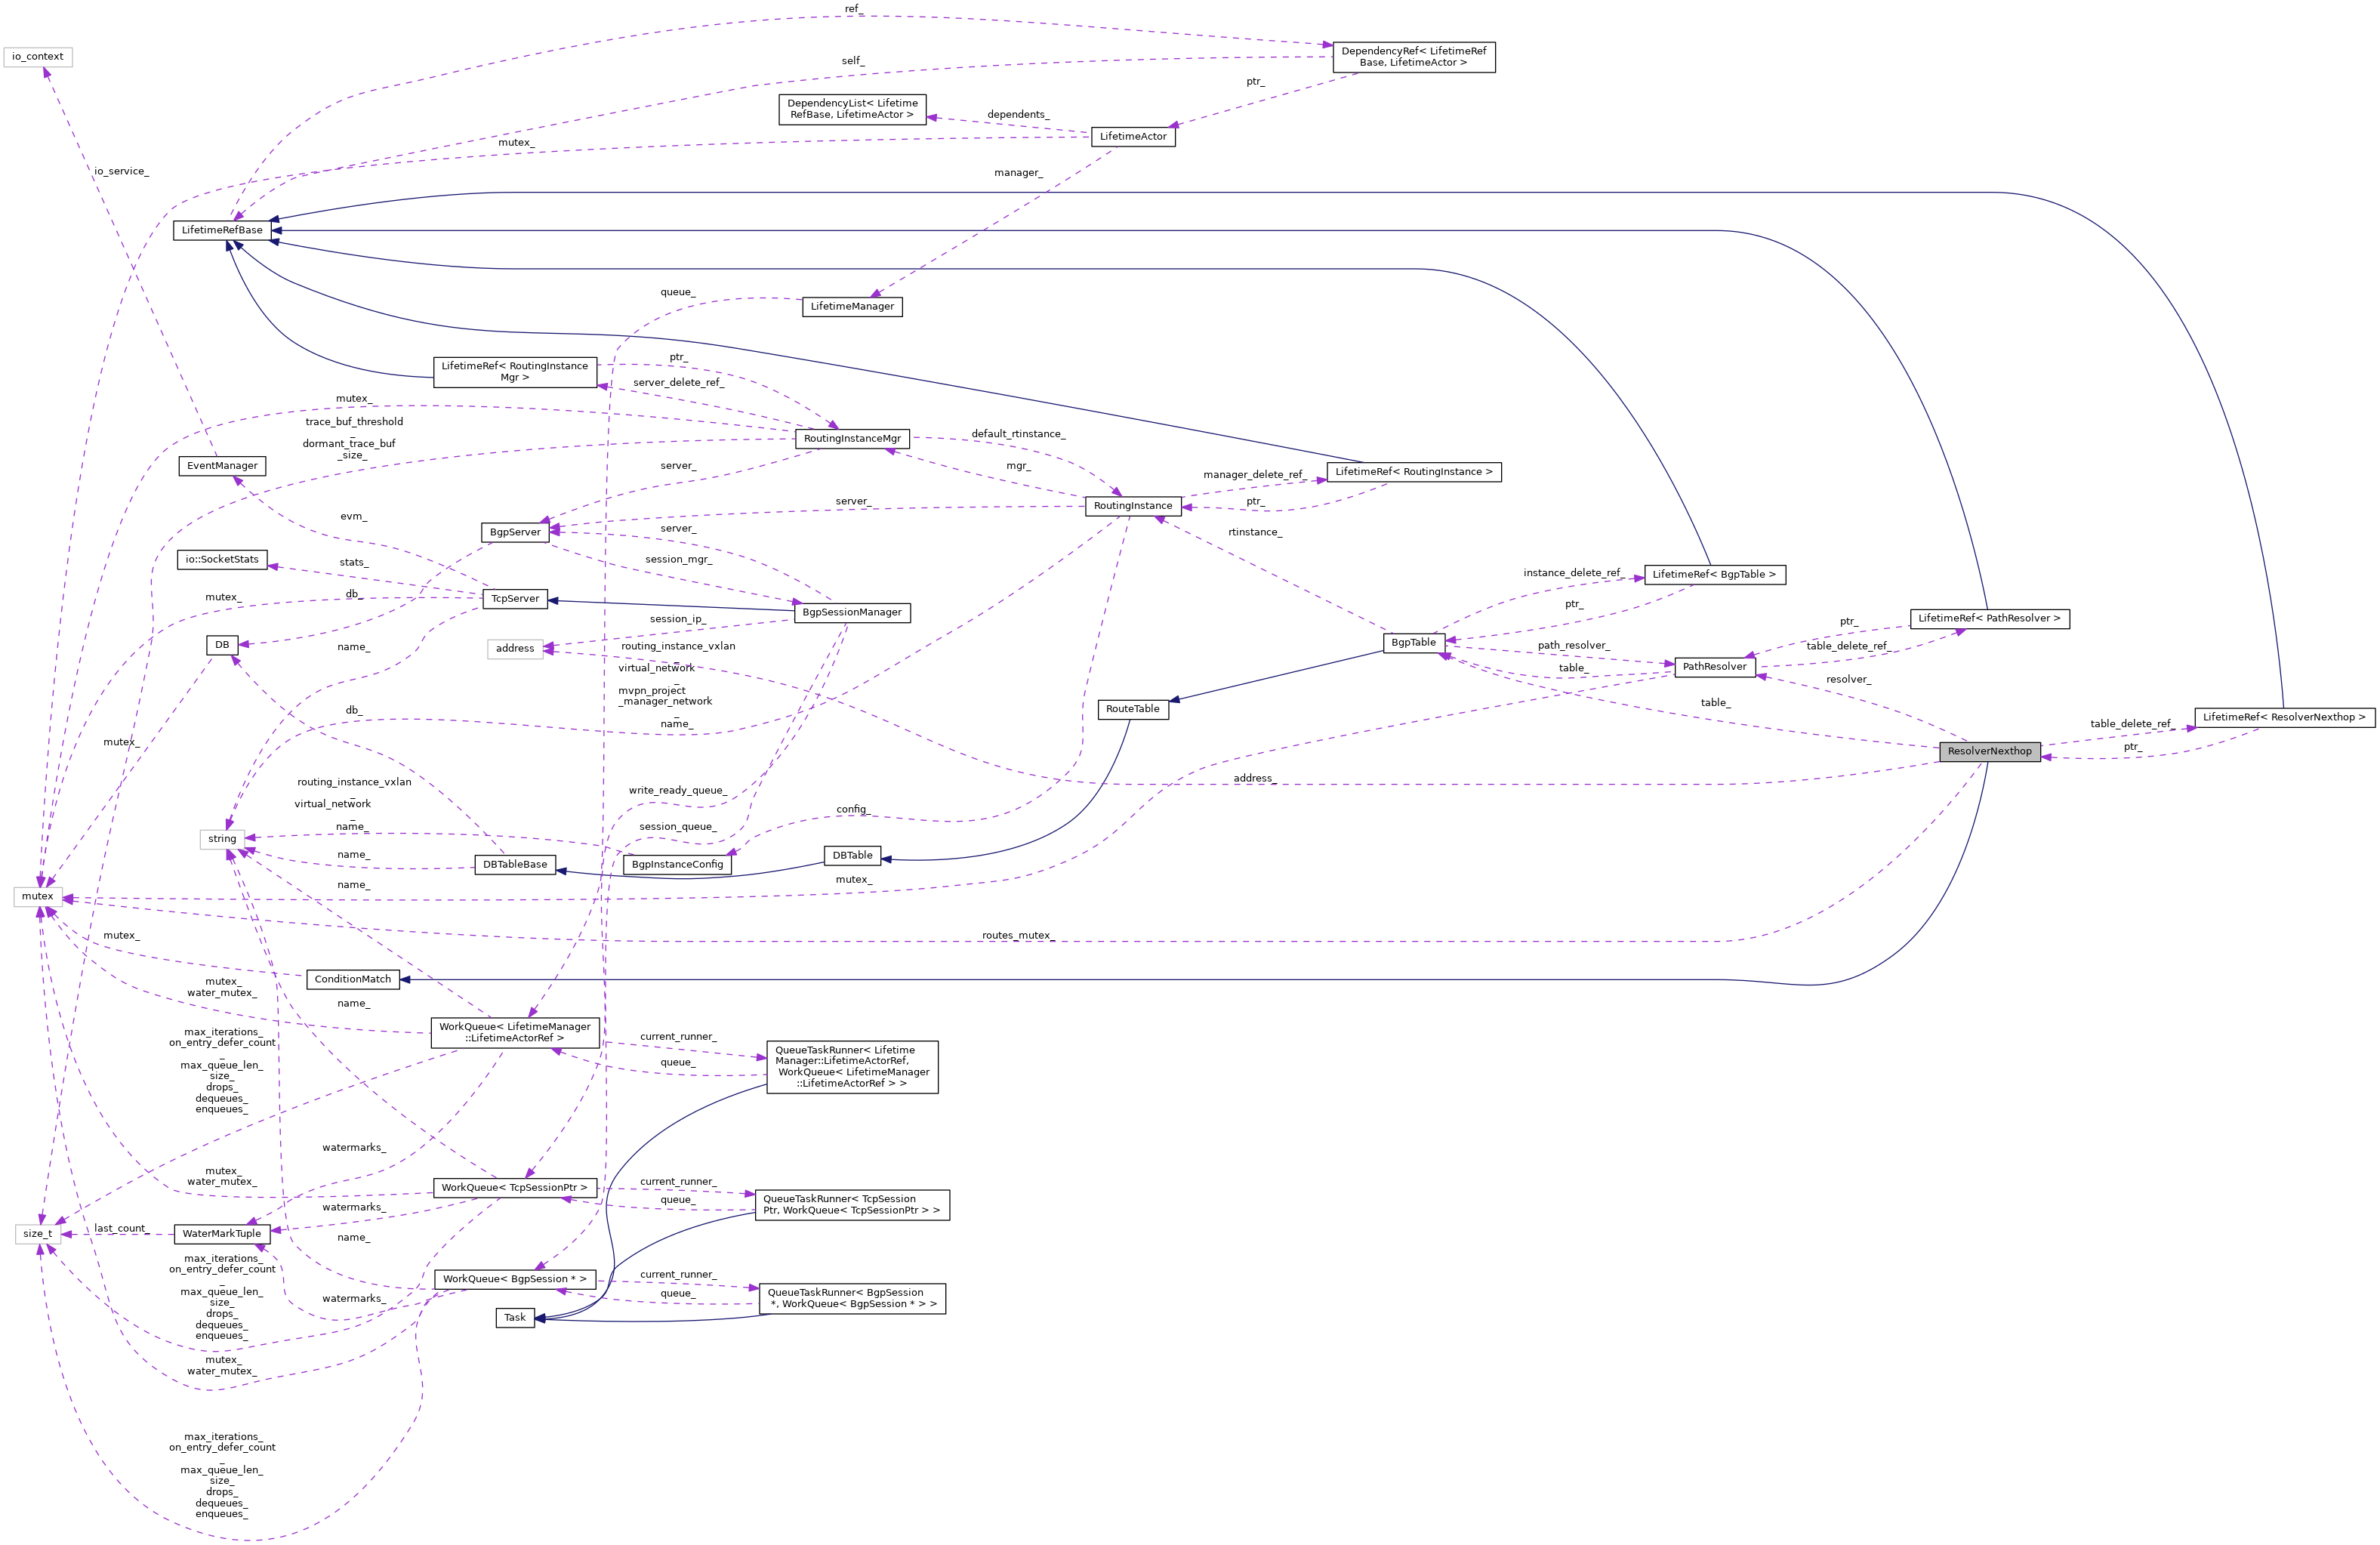 ref_
io_context
DependencyRef< LifetimeRef
Base, LifetimeActor >
self_
ptr_
DependencyList< Lifetime
RefBase, LifetimeActor >
dependents_
LifetimeActor
mutex_
io_service_
manager_
LifetimeRefBase
queue_
LifetimeManager
LifetimeRef< RoutingInstance
Mgr >
ptr_
server_delete_ref_
mutex_
trace_buf_threshold
_
dormant_trace_buf
_size_
RoutingInstanceMgr
default_rtinstance_
EventManager
server_
mgr_
manager_delete_ref_
LifetimeRef< RoutingInstance >
ptr_
RoutingInstance
server_
evm_
BgpServer
server_
rtinstance_
io::SocketStats
stats_
session_mgr_
instance_delete_ref_
LifetimeRef< BgpTable >
mutex_
db_
TcpServer
BgpSessionManager
ptr_
session_ip_
ptr_
LifetimeRef< PathResolver >
DB
name_
address
routing_instance_vxlan
_
virtual_network
_
mvpn_project
_manager_network
_
name_
BgpTable
path_resolver_
table_
PathResolver
table_delete_ref_
resolver_
db_
RouteTable
table_
table_delete_ref_
LifetimeRef< ResolverNexthop >
mutex_
ResolverNexthop
ptr_
address_
routing_instance_vxlan
_
virtual_network
_
name_
write_ready_queue_
config_
string
session_queue_
name_
DBTableBase
BgpInstanceConfig
DBTable
name_
mutex
mutex_
mutex_
routes_mutex_
ConditionMatch
mutex_
water_mutex_
name_
WorkQueue< LifetimeManager
::LifetimeActorRef >
current_runner_
queue_
QueueTaskRunner< Lifetime
Manager::LifetimeActorRef,
WorkQueue< LifetimeManager
::LifetimeActorRef > >
max_iterations_
on_entry_defer_count
_
max_queue_len_
size_
drops_
dequeues_
enqueues_
watermarks_
mutex_
water_mutex_
WorkQueue< TcpSessionPtr >
current_runner_
queue_
QueueTaskRunner< TcpSession
Ptr, WorkQueue< TcpSessionPtr > >
watermarks_
size_t
last_count_
WaterMarkTuple
name_
max_iterations_
on_entry_defer_count
_
max_queue_len_
size_
drops_
dequeues_
enqueues_
watermarks_
WorkQueue< BgpSession * >
current_runner_
queue_
QueueTaskRunner< BgpSession
*, WorkQueue< BgpSession * > >
Task
mutex_
water_mutex_
max_iterations_
on_entry_defer_count
_
max_queue_len_
size_
drops_
dequeues_
enqueues_